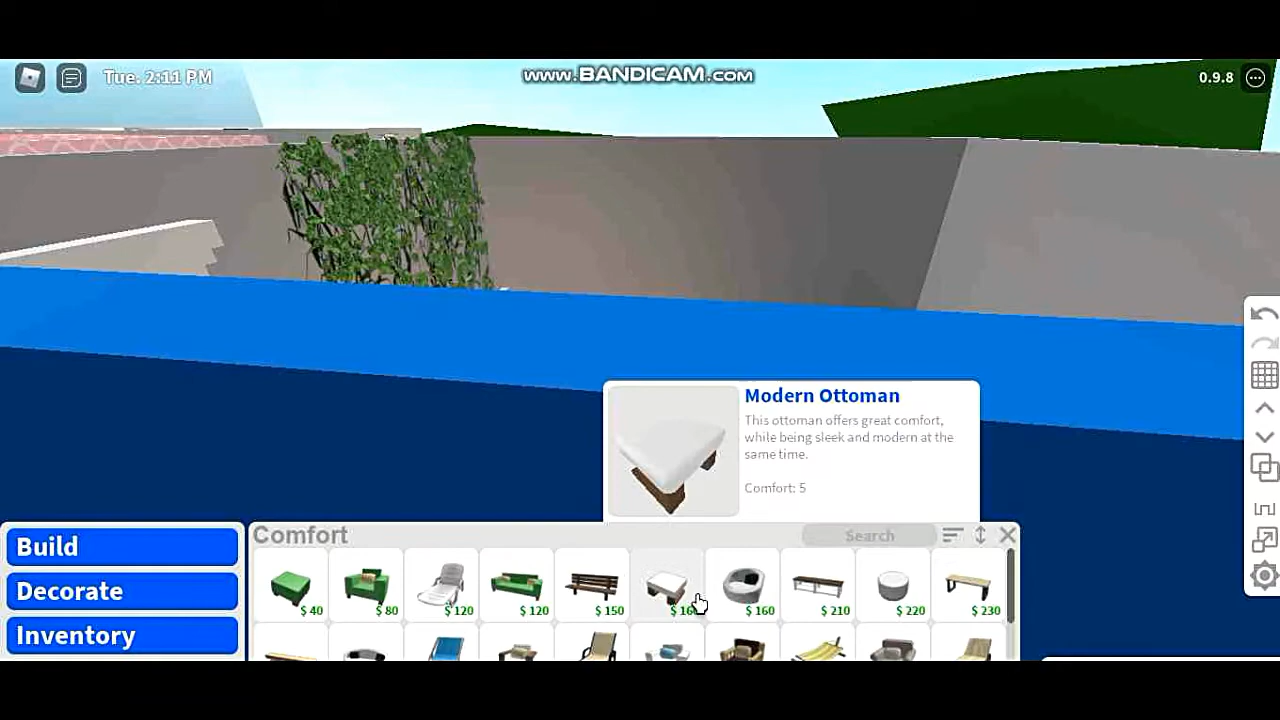 www.BANDICAM.com
Tue. 2:11 PM
0.9.8
Modern Ottoman
This ottoman offers great comfort,
while being sleek and modern at the
same time.
Comfort: 5
Comfort
Search
Build
Decorate
Inventory
$ 40
$ 80
$ 120
$ 120
$ 150
$ 160
$ 210
$ 220
$ 230